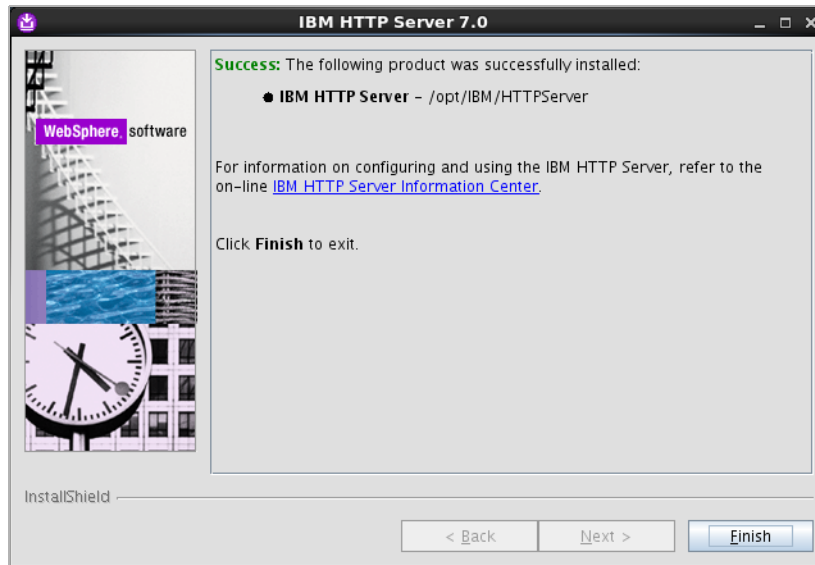 IBM HTTP Server 7.0
WebSphere. software
Success: The following product was successfully installed:
● IBM HTTP Server – /opt/IBM/HTTPServer
For information on configuring and using the IBM HTTP Server, refer to the
on-line IBM HTTP Server Information Center.
Click Finish to exit.
InstallShield
< Back
Next >
Finish